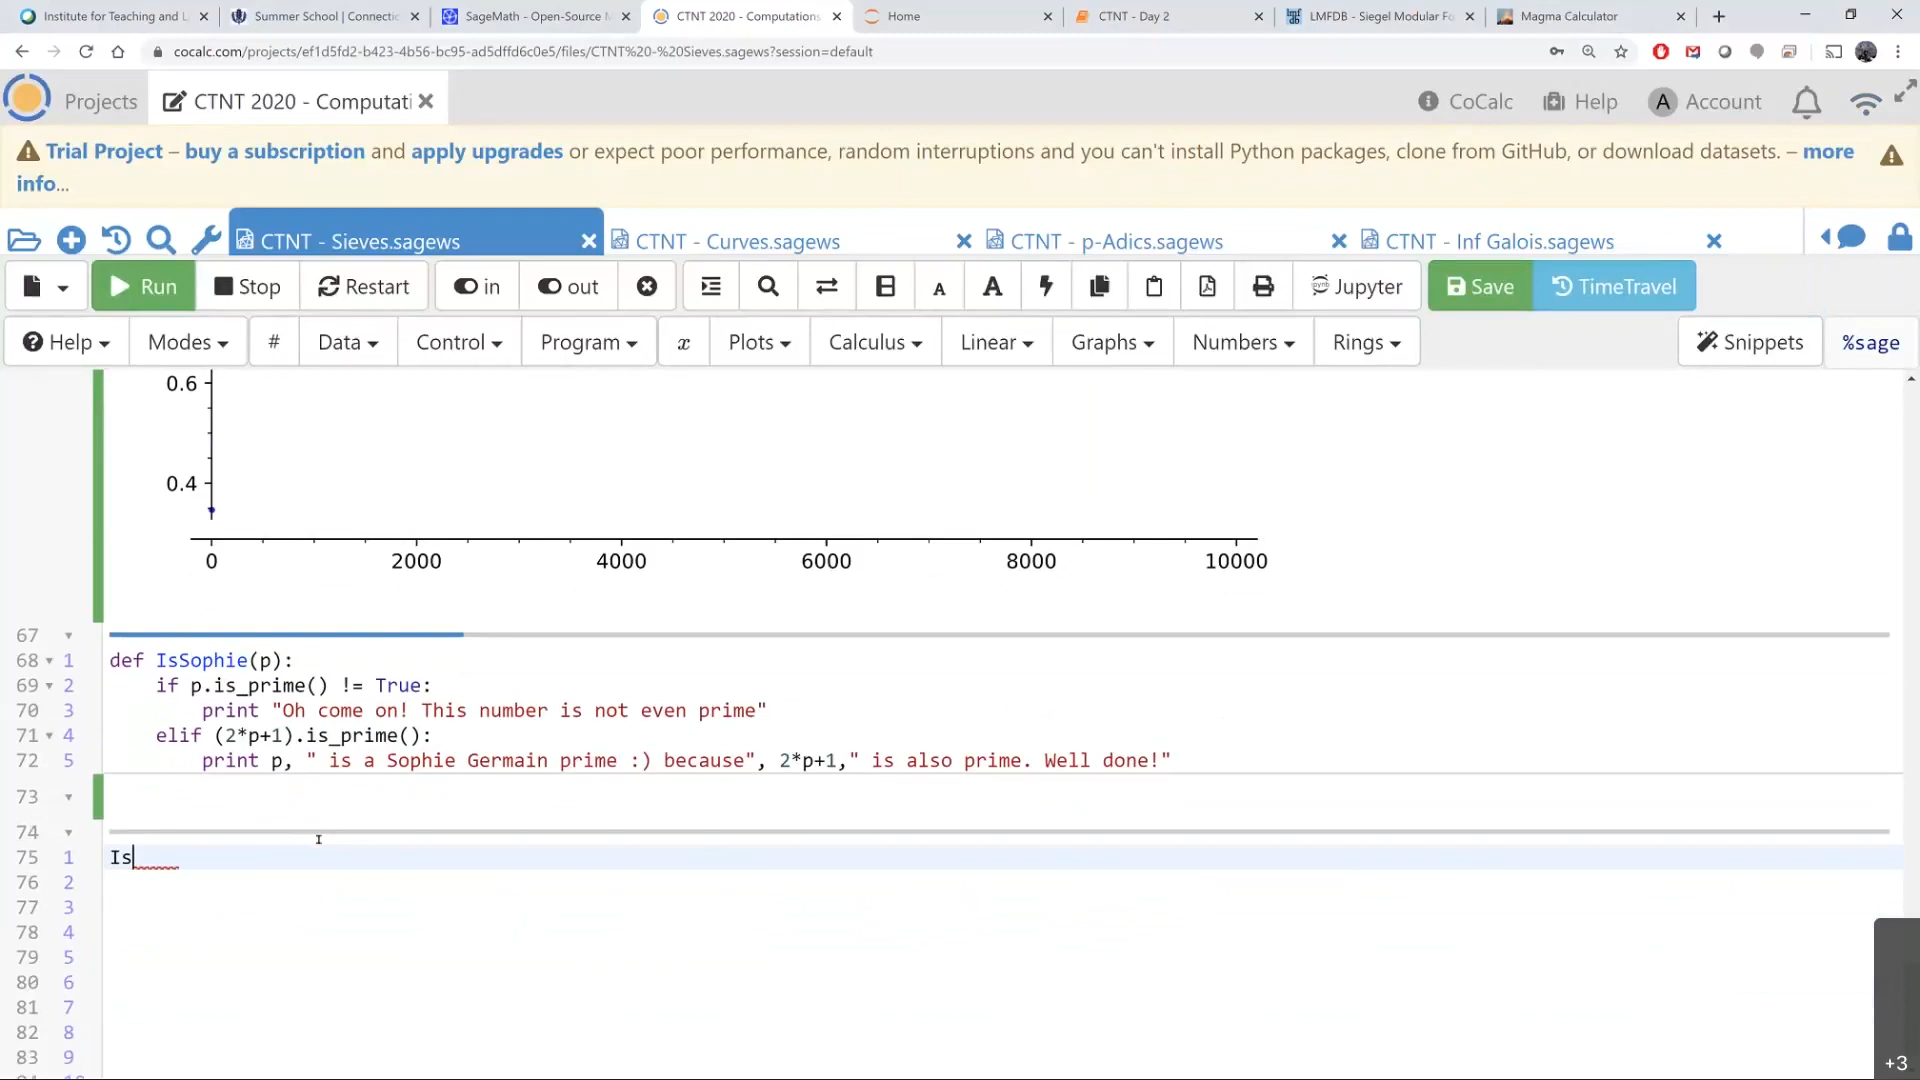 Institute for Teaching and L
Summer School | Connectic
SageMath - Open-Source M
CTNT 2020 - Computations
Home
CTNT - Day 2
LMFDB - Siegel Modular Fo
Magma Calculator
cocalc.com/projects/ef1d5fd2-b423-4b56-bc95-ad5dffd6c0e5/files/CTNT%20-%20Sieves.sagews?session=default
Projects
CTNT 2020 - Computati
CoCalc
Help
A Account
Trial Project – buy a subscription and apply upgrades or expect poor performance, random interruptions and you can't install Python packages, clone from GitHub, or download datasets. – more
info...
CTNT - Sieves.sagews
CTNT - Curves.sagews
CTNT - p-Adics.sagews
CTNT - Inf Galois.sagews
Run Stop Restart in out A A Jupyter Save TimeTravel
Help Modes # Data Control Program x Plots Calculus Linear Graphs Numbers Rings Snippets %sage
0.6
0.4
0 2000 4000 6000 8000 10000
67
68 1 def IsSophie(p):
69 2 if p.is_prime() != True:
70 3 print "Oh come on! This number is not even prime"
71 4 elif (2*p+1).is_prime():
72 5 print p, " is a Sophie Germain prime :) because", 2*p+1," is also prime. Well done!"
73
74
75 1 Is
76 2
77 3
78 4
79 5
80 6
81 7
82 8
83 9
+3